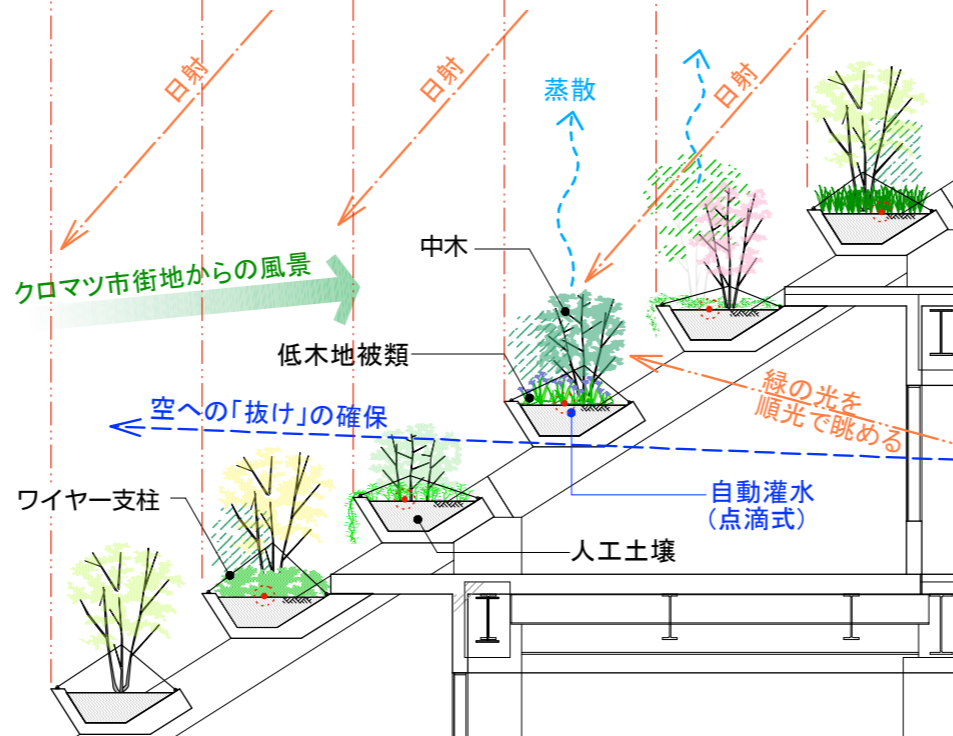 日射
日射
日射
蒸散
中木
クロマツ市街地からの風景
低木地被類
緑の光を
順光で眺める
空への「抜け」の確保
ワイヤー支柱
自動灌水
(点滴式)
人工土壌